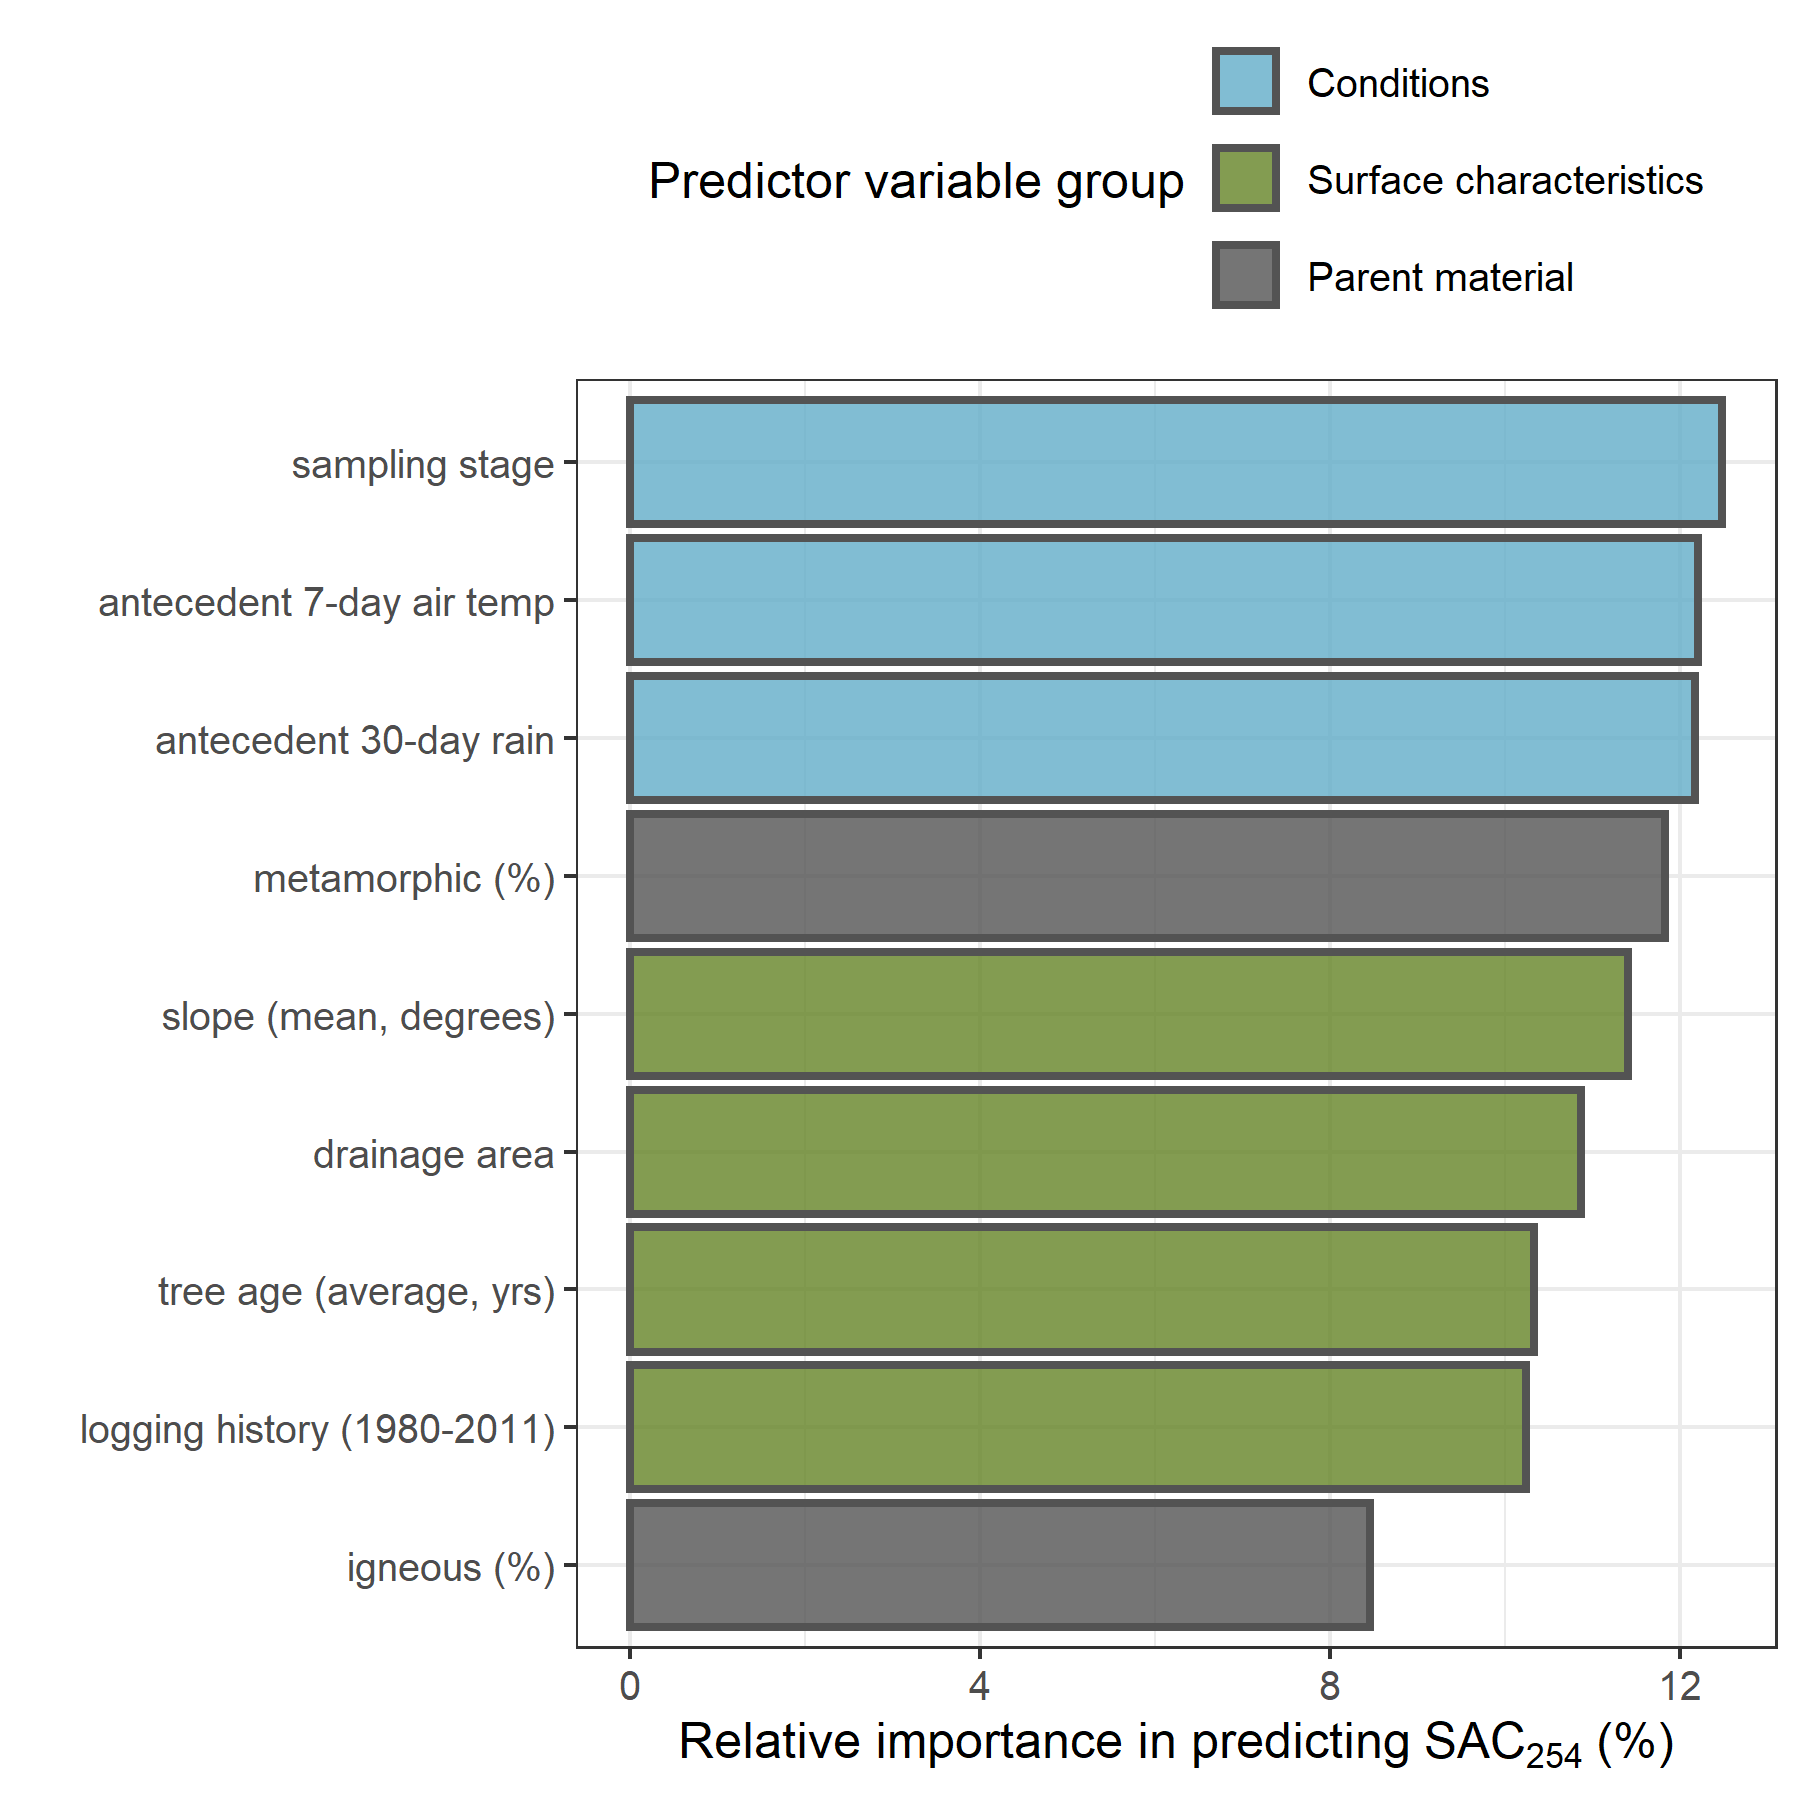 Predictor variable group
Conditions
Surface characteristics
Parent material
sampling stage
antecedent 7-day air temp
antecedent 30-day rain
metamorphic (%)
slope (mean, degrees)
drainage area
tree age (average, yrs)
logging history (1980-2011)
igneous (%)
0 4 8 12
Relative importance in predicting SAC₂₅₄ (%)